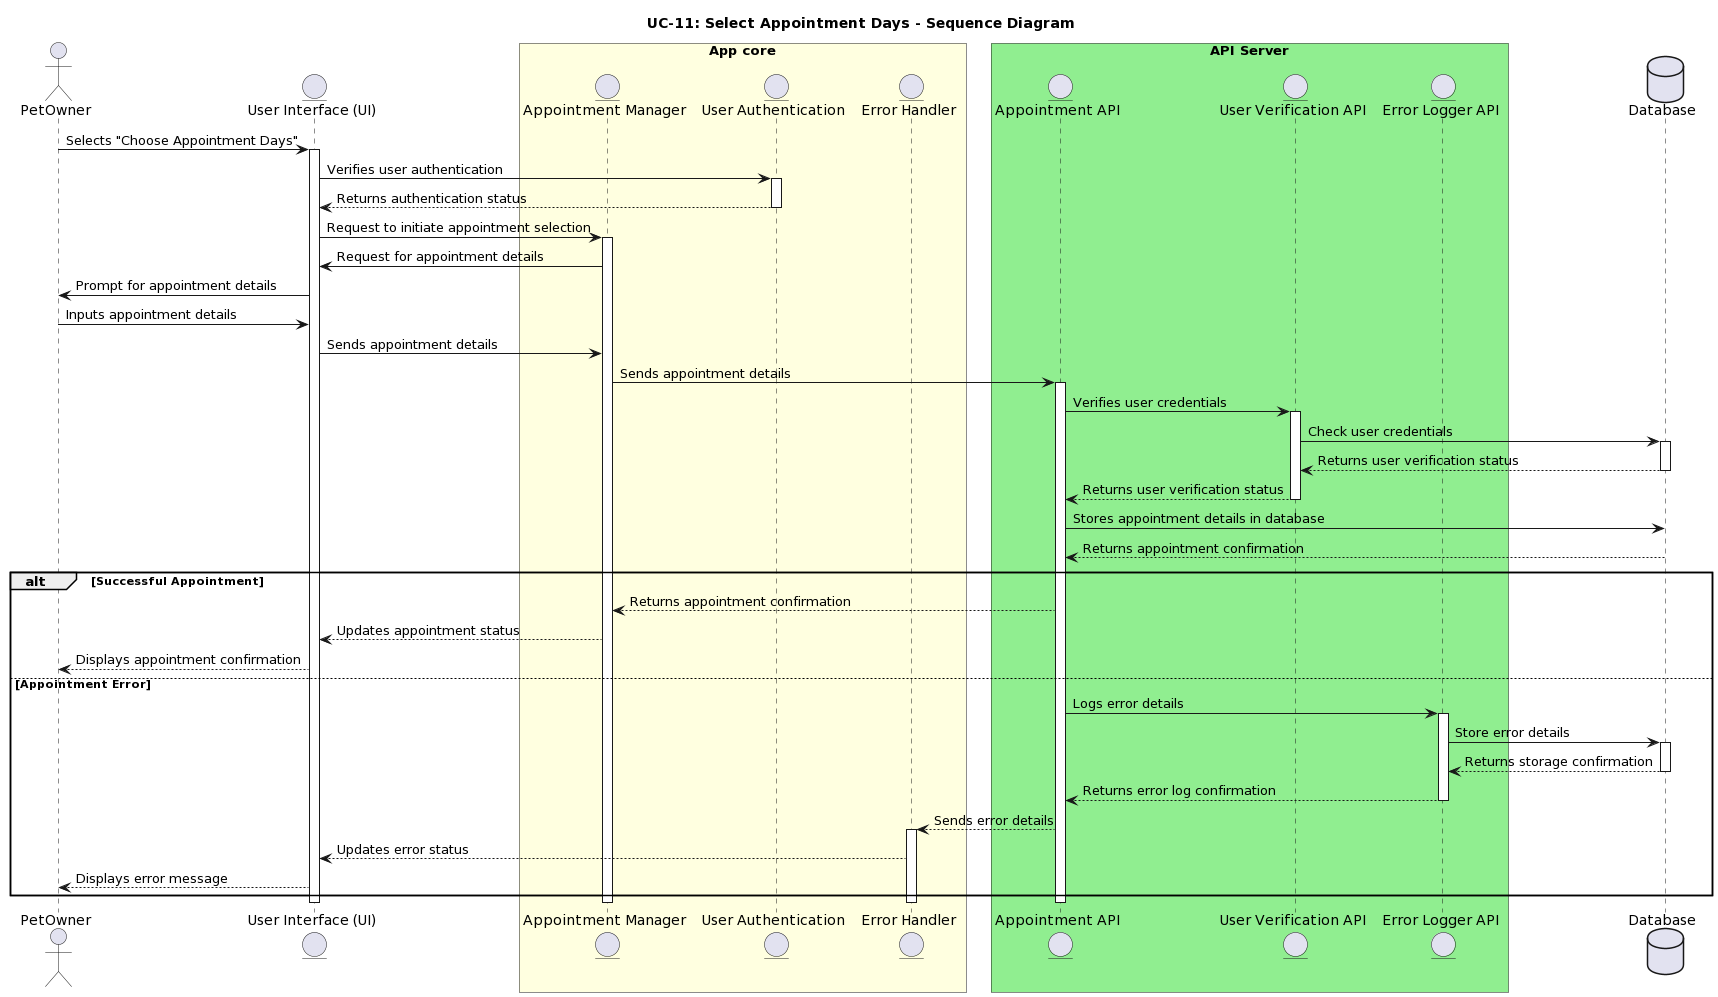 UC-11: Select Appointment Days - Sequence Diagram
App core
API Server
PetOwner
User Interface (UI)
Appointment Manager
User Authentication
Error Handler
Appointment API
User Verification API
Error Logger API
Database
Selects "Choose Appointment Days"
Verifies user authentication
Returns authentication status
Request to initiate appointment selection
Request for appointment details
Prompt for appointment details
Inputs appointment details
Sends appointment details
Sends appointment details
Verifies user credentials
Check user credentials
Returns user verification status
Returns user verification status
Stores appointment details in database
Returns appointment confirmation
alt [Successful Appointment]
Returns appointment confirmation
Updates appointment status
Displays appointment confirmation
[Appointment Error]
Logs error details
Store error details
Returns storage confirmation
Returns error log confirmation
Sends error details
Updates error status
Displays error message
PetOwner
User Interface (UI)
Appointment Manager
User Authentication
Error Handler
Appointment API
User Verification API
Error Logger API
Database